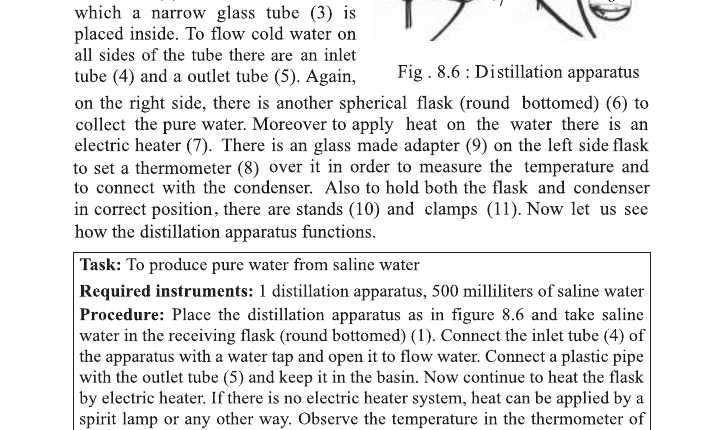 which a narrow glass tube (3) is
placed inside. To flow cold water on
all sides of the tube there are an inlet
tube (4) and a outlet tube (5). Again,
Fig . 8.6 : Distillation apparatus
on the right side, there is another spherical flask (round bottomed) (6) to
collect the pure water. Moreover to apply heat on the water there is an
electric heater (7). There is an glass made adapter (9) on the left side flask
to set a thermometer (8) over it in order to measure the temperature and
to connect with the condenser. Also to hold both the flask and condenser
in correct position, there are stands (10) and clamps (11). Now let us see
how the distillation apparatus functions.
Task: To produce pure water from saline water
Required instruments: 1 distillation apparatus, 500 milliliters of saline water
Procedure: Place the distillation apparatus as in figure 8.6 and take saline
water in the receiving flask (round bottomed) (1). Connect the inlet tube (4) of
the apparatus with a water tap and open it to flow water. Connect a plastic pipe
with the outlet tube (5) and keep it in the basin. Now continue to heat the flask
by electric heater. If there is no electric heater system, heat can be applied by a
spirit lamp or any other way. Observe the temperature in the thermometer of